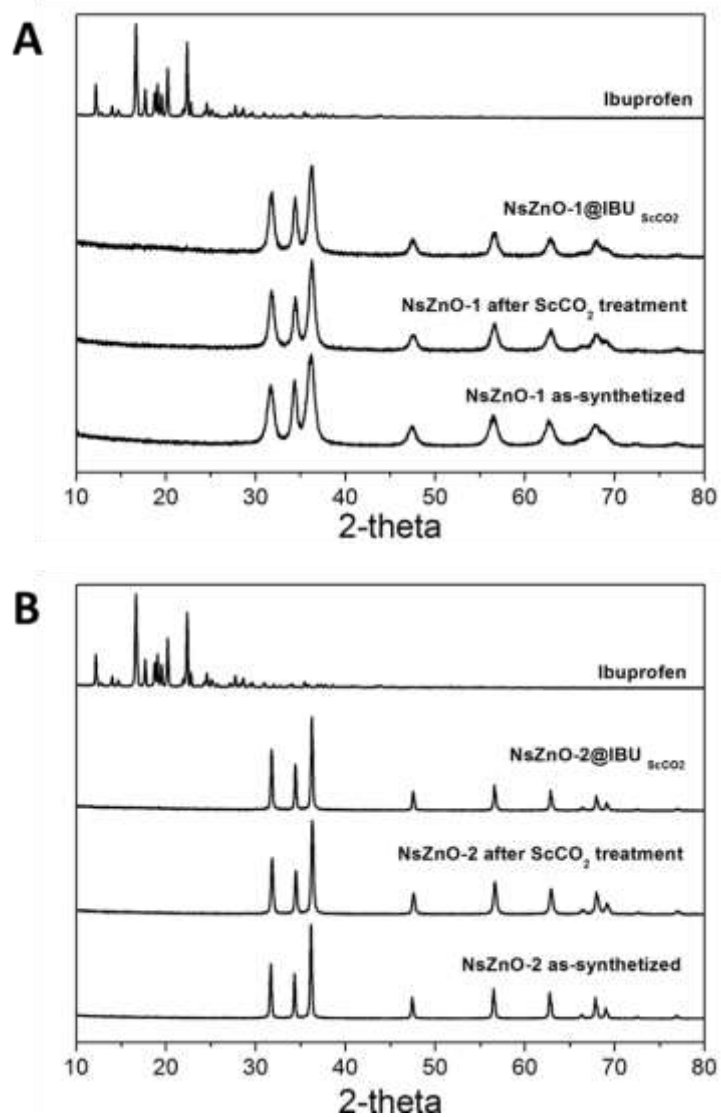 A
Ibuprofen
NsZnO-1@IBU ScCO2
NsZnO-1 after ScCO2 treatment
NsZnO-1 as-synthetized
10 20 30 40 50 60 70 80
2-theta
B
Ibuprofen
NsZnO-2@IBU ScCO2
NsZnO-2 after ScCO2 treatment
NsZnO-2 as-synthetized
10 20 30 40 50 60 70 80
2-theta